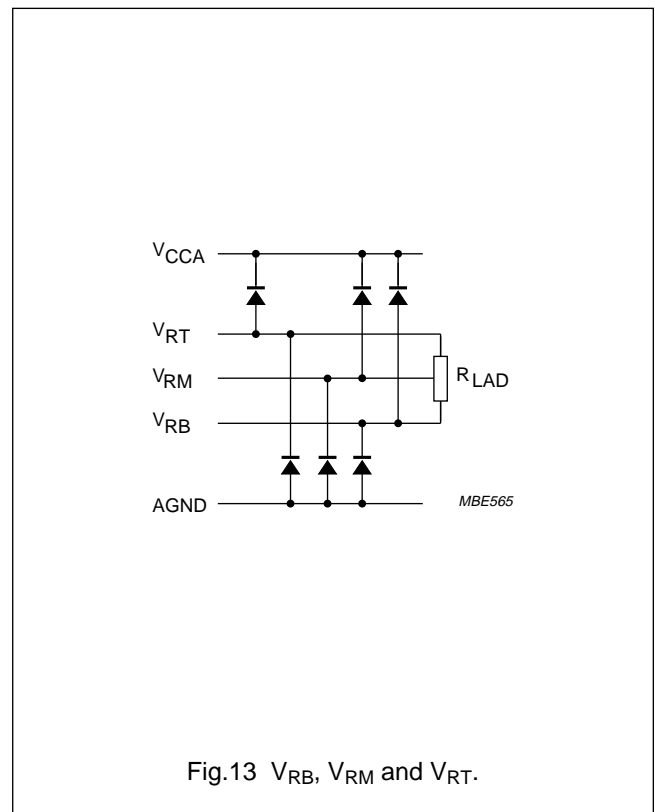 VCCA
VRT
VRM
RLAD
VRB
AGND
MBE565
Fig.13 VRB, VRM and VRT.